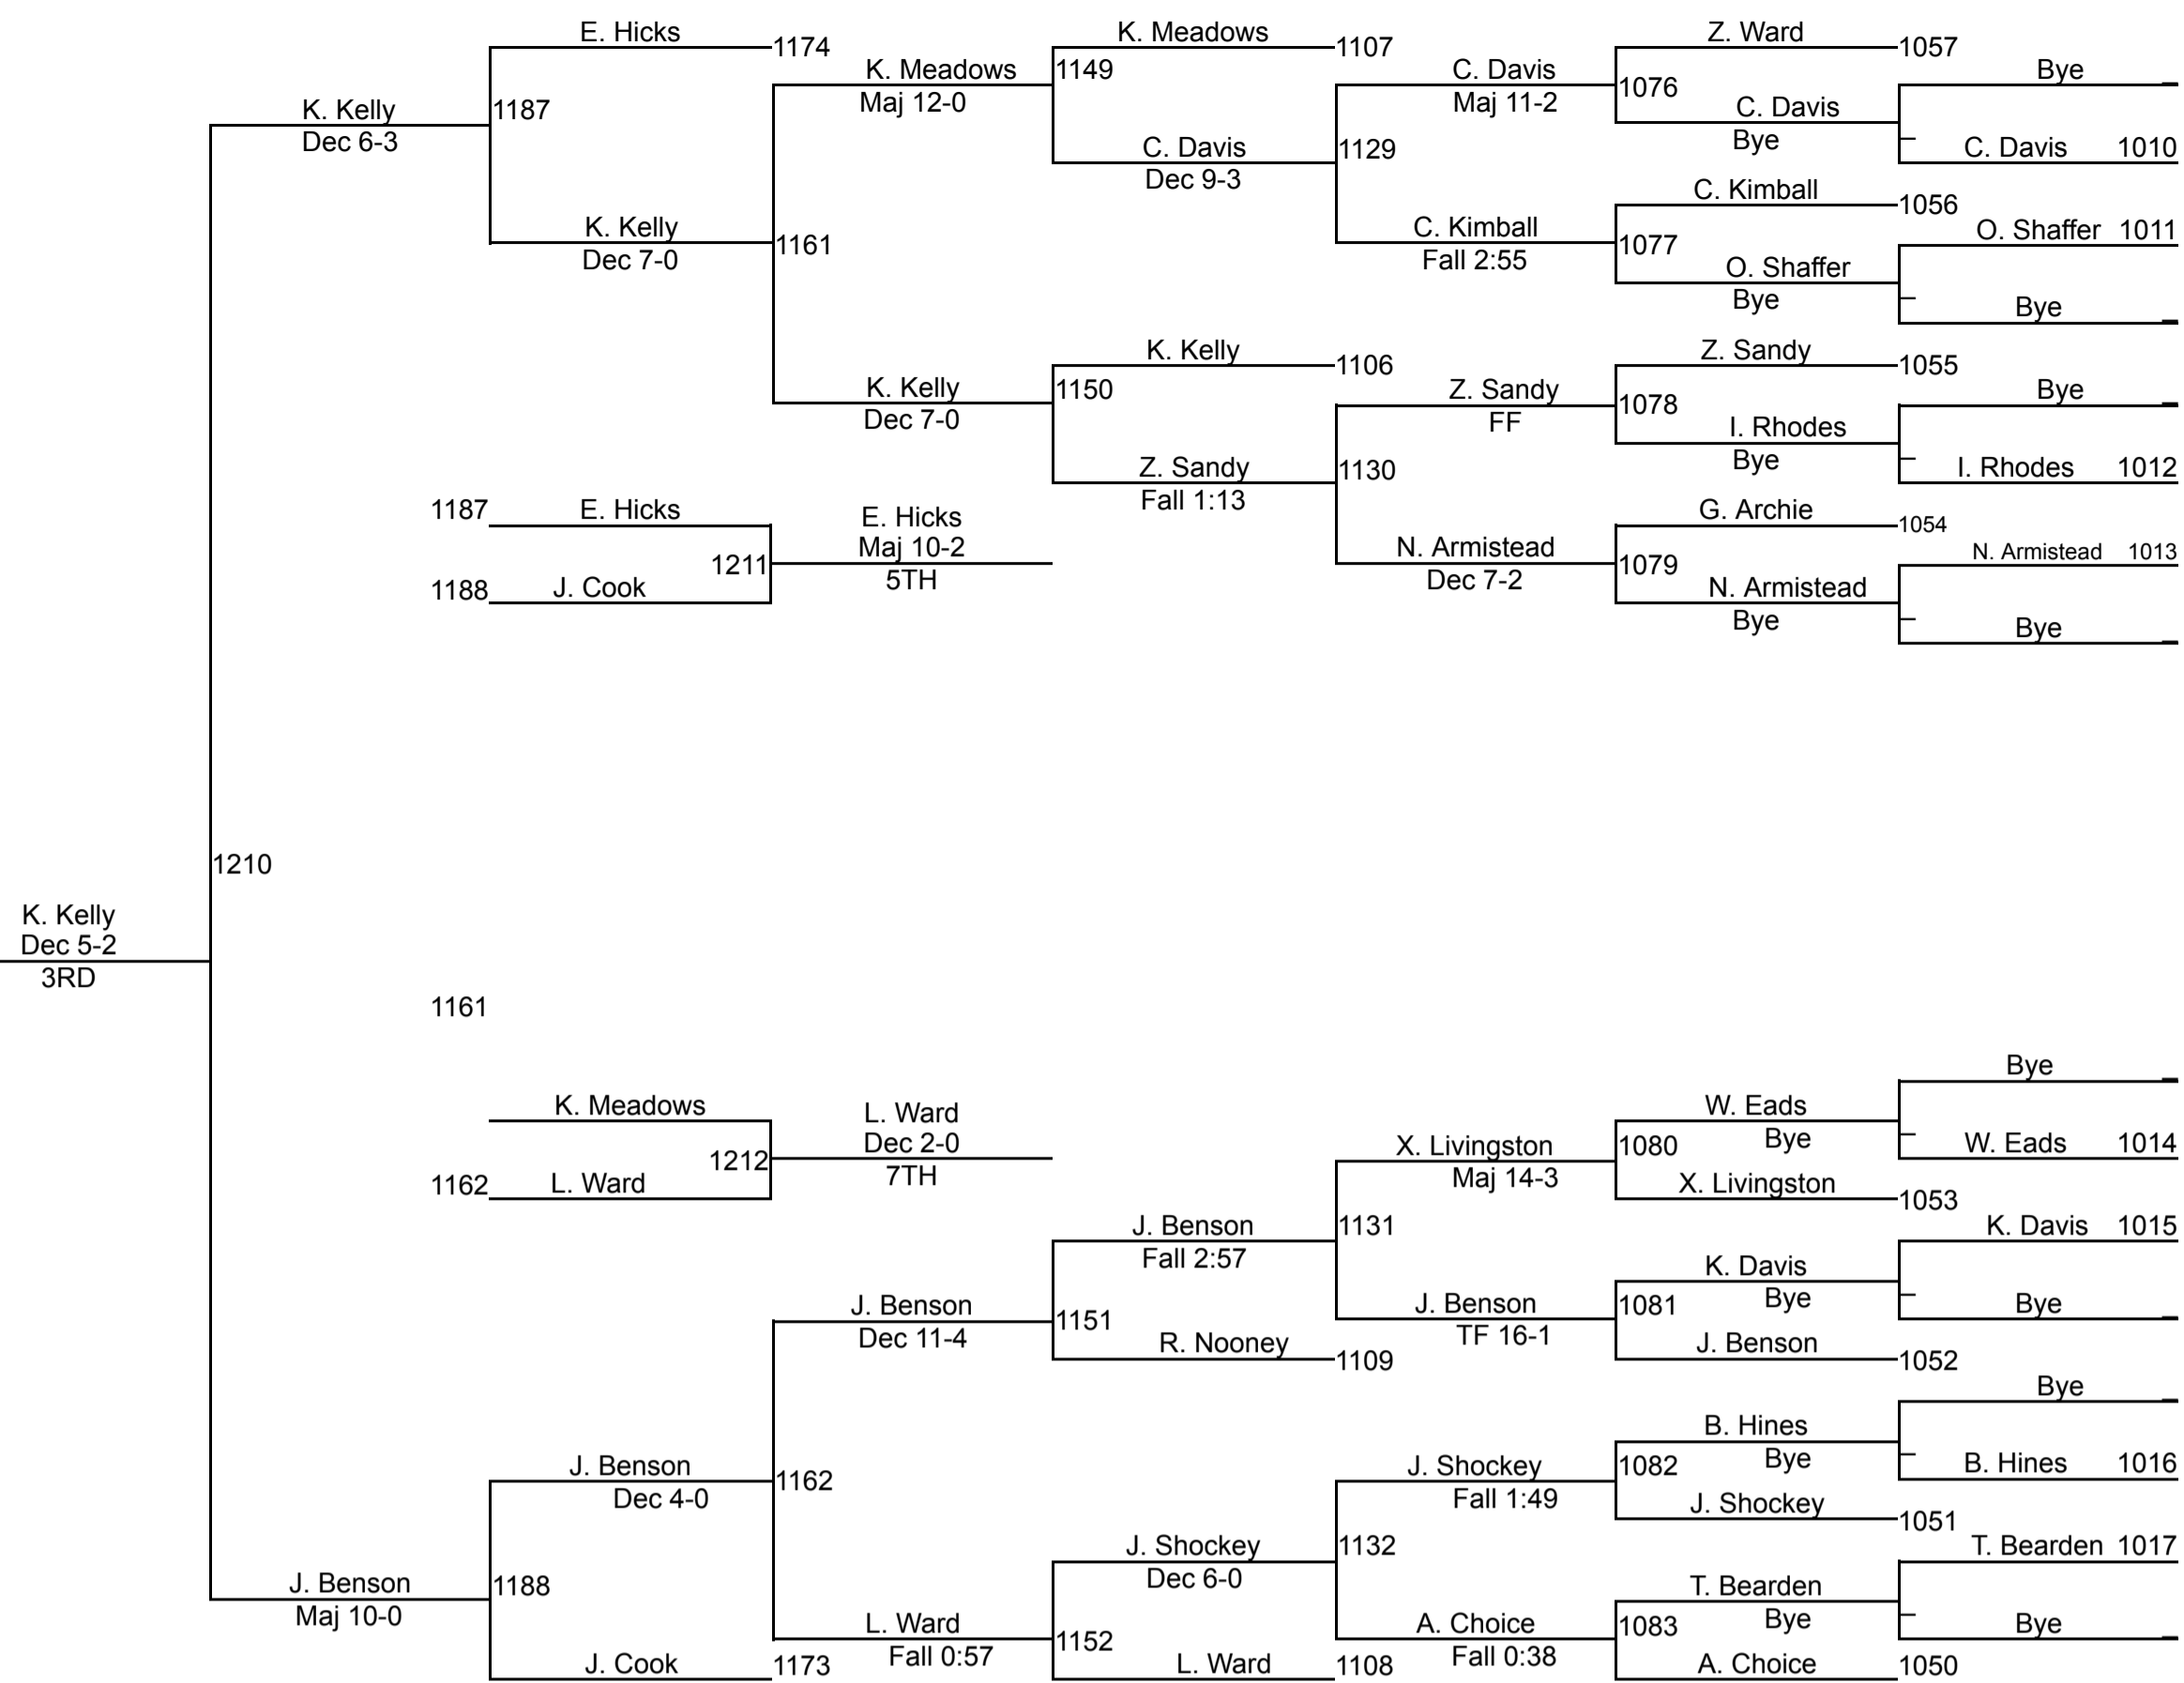 E. Hicks
1174
K. Meadows
1107
Z. Ward
1057
Bye
K. Meadows
1149
C. Davis
Maj 11-2
1076
K. Kelly
1187
Maj 12-0
C. Davis
Bye
Dec 6-3
C. Davis
Dec 9-3
1129
C. Davis 1010
C. Kimball
1056
K. Kelly
Dec 7-0
1161
C. Kimball
Fall 2:55
1077
O. Shaffer 1011
O. Shaffer
Bye
Bye
K. Kelly
1106
Z. Sandy
1055
K. Kelly
Dec 7-0
1150
Z. Sandy
FF
1078
Bye
I. Rhodes
Bye
Z. Sandy
Fall 1:13
1130
I. Rhodes 1012
1187
E. Hicks
E. Hicks
Maj 10-2
5TH
G. Archie
1054
1211
N. Armistead
Dec 7-2
1079
N. Armistead 1013
1188
J. Cook
N. Armistead
Bye
Bye
1210
K. Kelly
Dec 5-2
3RD
1161
Bye
K. Meadows
L. Ward
Dec 2-0
7TH
W. Eads
Bye
1212
X. Livingston
Maj 14-3
1080
W. Eads 1014
1162
L. Ward
X. Livingston
1053
J. Benson
Fall 2:57
1131
K. Davis 1015
K. Davis
Bye
J. Benson
Dec 11-4
1151
J. Benson
TF 16-1
1081
Bye
R. Nooney
1109
J. Benson
1052
Bye
B. Hines
Bye
J. Benson
Dec 4-0
1162
J. Shockey
Fall 1:49
1082
B. Hines 1016
J. Shockey
1051
J. Shockey
Dec 6-0
1132
T. Bearden 1017
J. Benson
Maj 10-0
1188
T. Bearden
Bye
L. Ward
Fall 0:57
1152
A. Choice
Fall 0:38
1083
Bye
J. Cook
1173
L. Ward
1108
A. Choice
1050